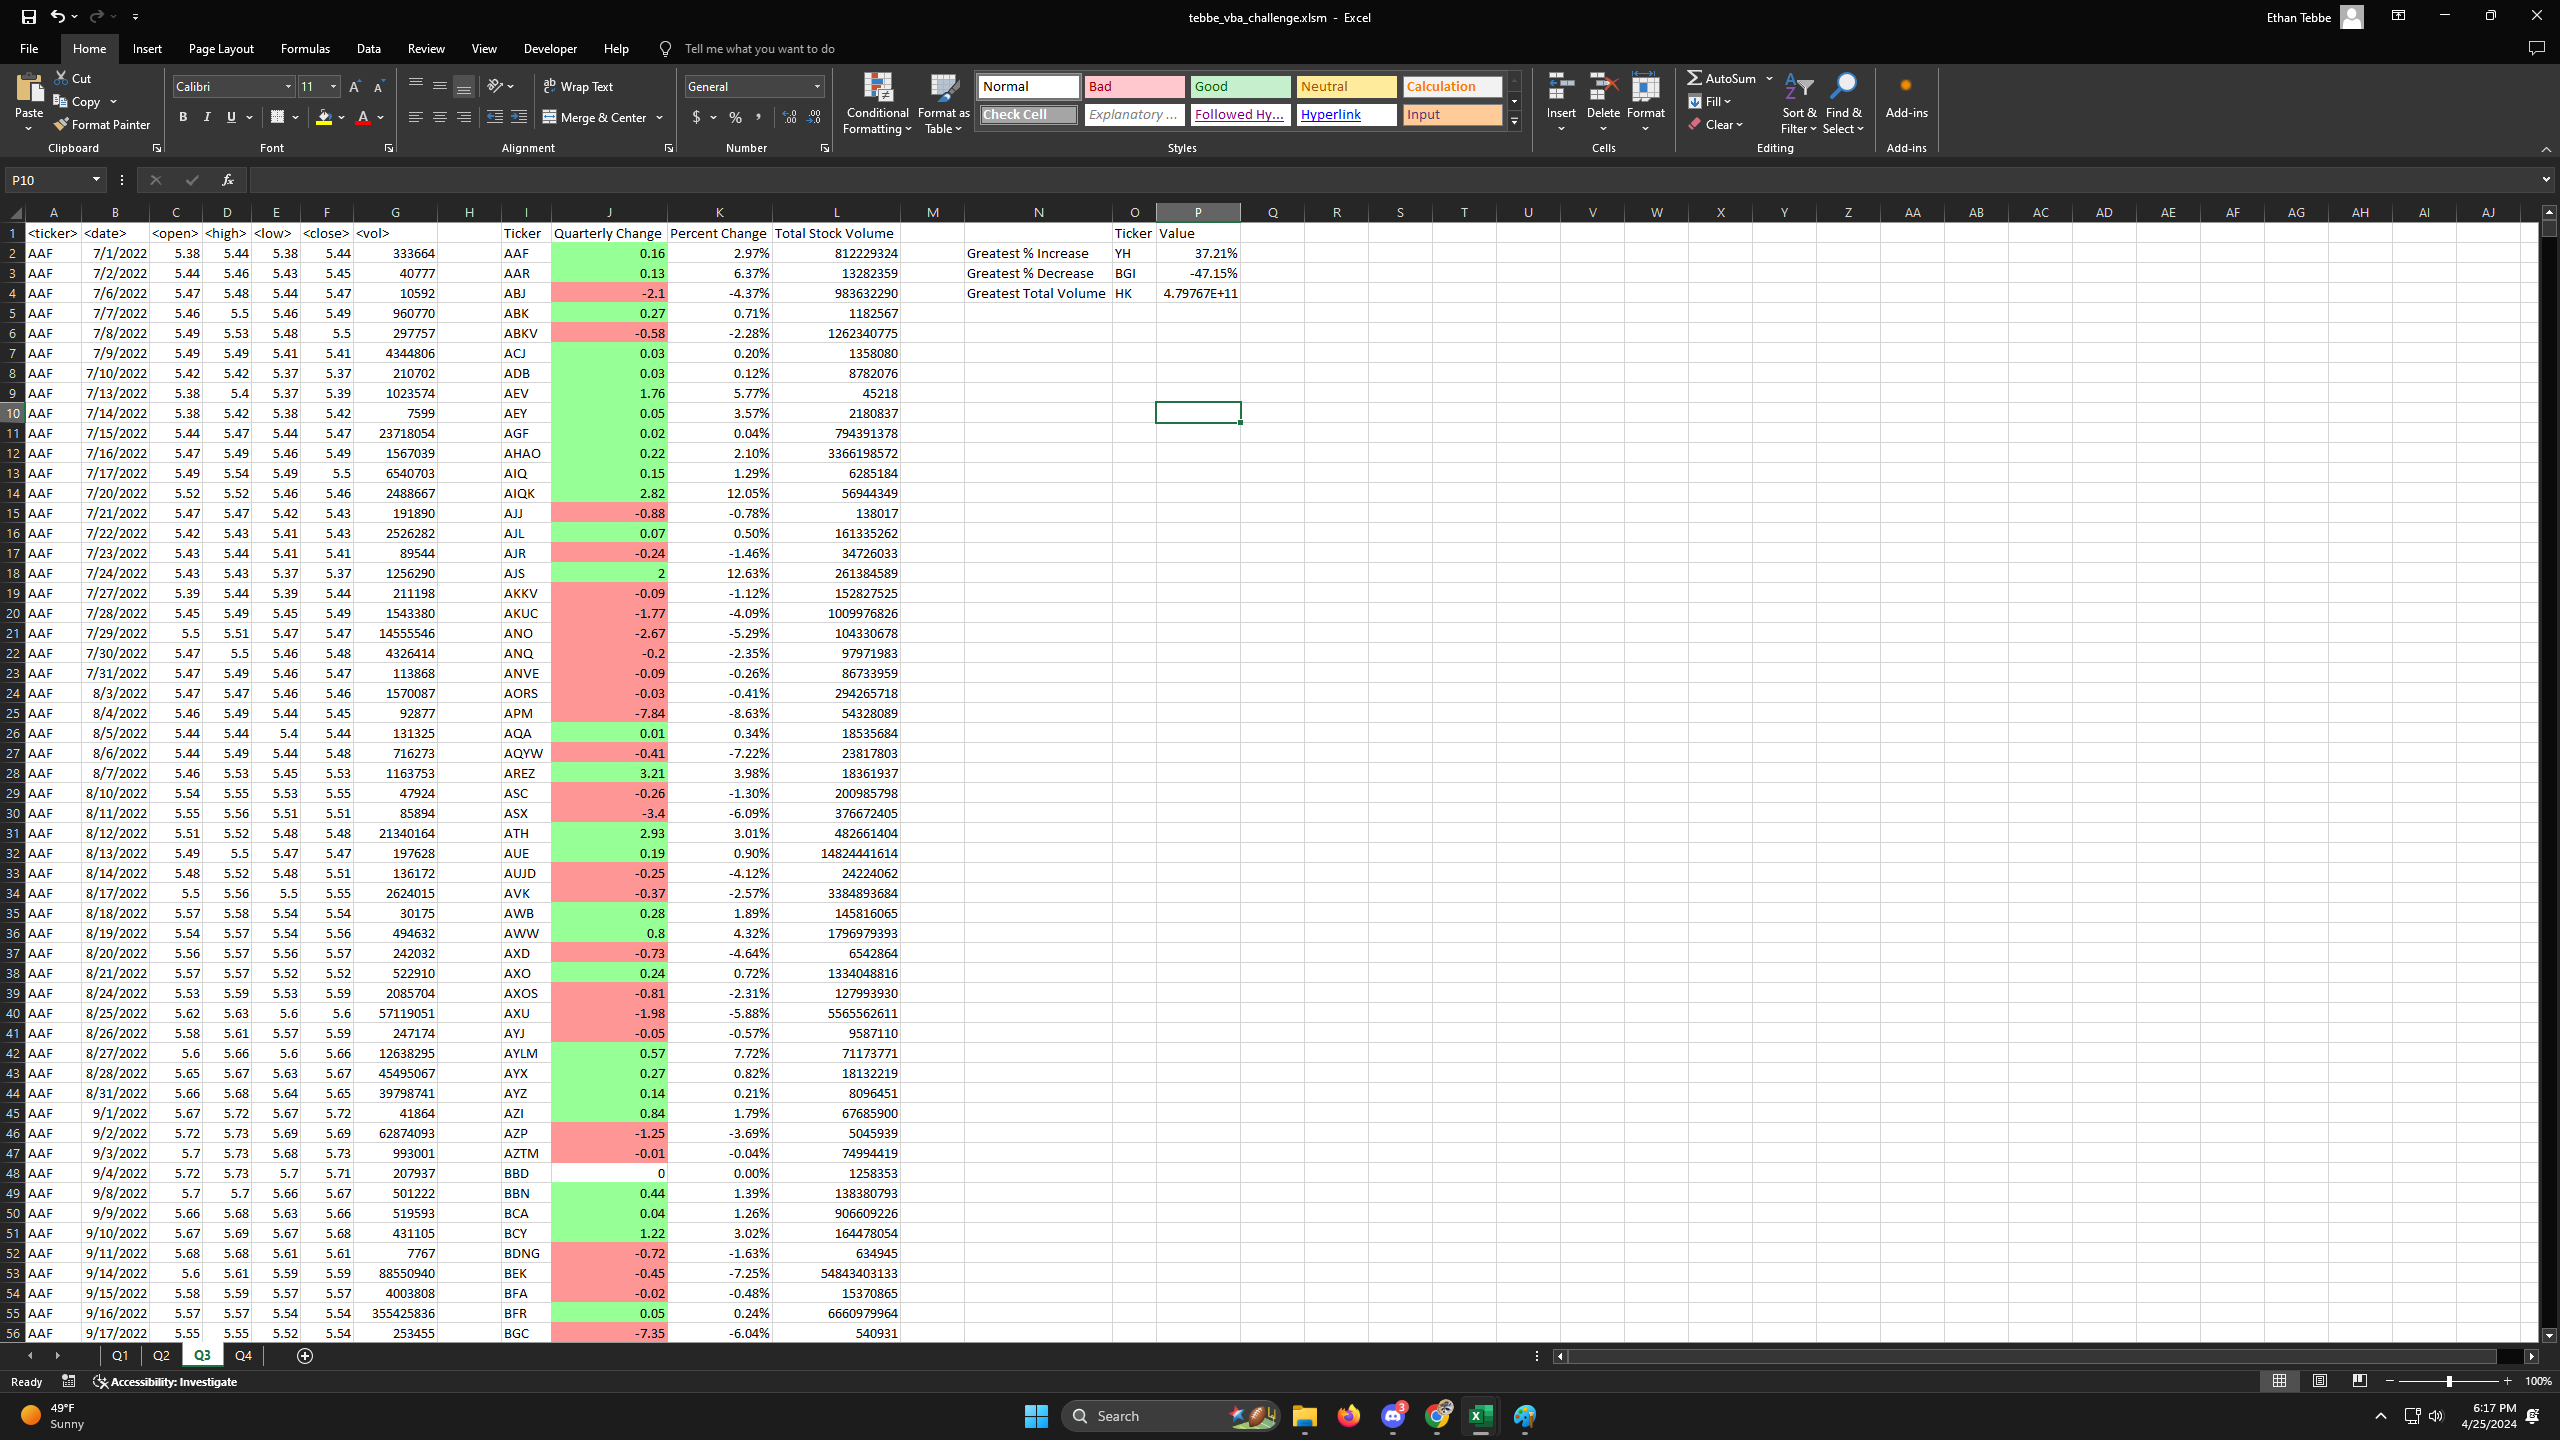 tebbe_vba_challenge.xlsm - Excel
Ethan Tebbe
File Home Insert Page Layout Formulas Data Review View Developer Help Tell me what you want to do
Paste
Cut
Copy
Format Painter
Clipboard
Calibri 11
B I U
Font
Wrap Text
Merge & Center
Alignment
General
$ % ,
Number
Conditional Formatting
Format as Table
Normal Bad Good Neutral Calculation
Check Cell Explanatory ... Followed Hy... Hyperlink Input
Styles
Insert Delete Format
Cells
AutoSum
Fill
Clear
Sort & Filter
Find & Select
Editing
Add-ins
Add-ins
P10 fx
A B C D E F G H I J K L M N O P Q R S T U V W X Y Z AA AB AC AD AE AF AG AH AI AJ
1 <ticker> <date> <open> <high> <low> <close> <vol> Ticker Quarterly Change Percent Change Total Stock Volume Ticker Value
2 AAF 7/1/2022 5.38 5.44 5.38 5.44 333664 AAF 0.16 2.97% 812229324 Greatest % Increase YH 37.21%
3 AAF 7/2/2022 5.44 5.46 5.43 5.45 40777 AAR 0.13 6.37% 13282359 Greatest % Decrease BGI -47.15%
4 AAF 7/6/2022 5.47 5.48 5.44 5.47 10592 ABJ -2.1 -4.37% 983632290 Greatest Total Volume HK 4.79767E+11
5 AAF 7/7/2022 5.46 5.5 5.46 5.49 960770 ABK 0.27 0.71% 1182567
6 AAF 7/8/2022 5.49 5.53 5.48 5.5 297757 ABKV -0.58 -2.28% 1262340775
7 AAF 7/9/2022 5.49 5.49 5.41 5.41 4344806 ACJ 0.03 0.20% 1358080
8 AAF 7/10/2022 5.42 5.42 5.37 5.37 210702 ADB 0.03 0.12% 8782076
9 AAF 7/13/2022 5.38 5.4 5.37 5.39 1023574 AEV 1.76 5.77% 45218
10 AAF 7/14/2022 5.38 5.42 5.38 5.42 7599 AEY 0.05 3.57% 2180837
11 AAF 7/15/2022 5.44 5.47 5.44 5.47 23718054 AGF 0.02 0.04% 794391378
12 AAF 7/16/2022 5.47 5.49 5.46 5.49 1567039 AHAO 0.22 2.10% 3366198572
13 AAF 7/17/2022 5.49 5.54 5.49 5.5 6540703 AIQ 0.15 1.29% 6285184
14 AAF 7/20/2022 5.52 5.52 5.46 5.46 2488667 AIQK 2.82 12.05% 56944349
15 AAF 7/21/2022 5.47 5.47 5.42 5.43 191890 AJJ -0.88 -0.78% 138017
16 AAF 7/22/2022 5.42 5.43 5.41 5.43 2526282 AJL 0.07 0.50% 161335262
17 AAF 7/23/2022 5.43 5.44 5.41 5.41 89544 AJR -0.24 -1.46% 34726033
18 AAF 7/24/2022 5.43 5.43 5.37 5.37 1256290 AJS 2 12.63% 261384589
19 AAF 7/27/2022 5.39 5.44 5.39 5.44 211198 AKKV -0.09 -1.12% 152827525
20 AAF 7/28/2022 5.45 5.49 5.45 5.49 1543380 AKUC -1.77 -4.09% 1009976826
21 AAF 7/29/2022 5.5 5.51 5.47 5.47 14555546 ANO -2.67 -5.29% 104330678
22 AAF 7/30/2022 5.47 5.5 5.46 5.48 4326414 ANQ -0.2 -2.35% 97971983
23 AAF 7/31/2022 5.47 5.49 5.46 5.47 113868 ANVE -0.09 -0.26% 86733959
24 AAF 8/3/2022 5.47 5.47 5.46 5.46 1570087 AORS -0.03 -0.41% 294265718
25 AAF 8/4/2022 5.46 5.49 5.44 5.45 92877 APM -7.84 -8.63% 54328089
26 AAF 8/5/2022 5.44 5.44 5.4 5.44 131325 AQA 0.01 0.34% 18535684
27 AAF 8/6/2022 5.44 5.49 5.44 5.48 716273 AQYW -0.41 -7.22% 23817803
28 AAF 8/7/2022 5.46 5.53 5.45 5.53 1163753 AREZ 3.21 3.98% 18361937
29 AAF 8/10/2022 5.54 5.55 5.53 5.55 47924 ASC -0.26 -1.30% 200985798
30 AAF 8/11/2022 5.55 5.56 5.51 5.51 85894 ASX -3.4 -6.09% 376672405
31 AAF 8/12/2022 5.51 5.52 5.48 5.48 21340164 ATH 2.93 3.01% 482661404
32 AAF 8/13/2022 5.49 5.5 5.47 5.47 197628 AUE 0.19 0.90% 14824441614
33 AAF 8/14/2022 5.48 5.52 5.48 5.51 136172 AUJD -0.25 -4.12% 24224062
34 AAF 8/17/2022 5.5 5.56 5.5 5.55 2624015 AVK -0.37 -2.57% 3384893684
35 AAF 8/18/2022 5.57 5.58 5.54 5.54 30175 AWB 0.28 1.89% 145816065
36 AAF 8/19/2022 5.54 5.57 5.54 5.56 494632 AWW 0.8 4.32% 1796979393
37 AAF 8/20/2022 5.56 5.57 5.56 5.57 242032 AXD -0.73 -4.64% 6542864
38 AAF 8/21/2022 5.57 5.57 5.52 5.52 522910 AXO 0.24 0.72% 1334048816
39 AAF 8/24/2022 5.53 5.59 5.53 5.59 2085704 AXOS -0.81 -2.31% 127993930
40 AAF 8/25/2022 5.62 5.63 5.6 5.6 57119051 AXU -1.98 -5.88% 5565562611
41 AAF 8/26/2022 5.58 5.61 5.57 5.59 247174 AYJ -0.05 -0.57% 9587110
42 AAF 8/27/2022 5.6 5.66 5.6 5.66 12638295 AYLM 0.57 7.72% 71173771
43 AAF 8/28/2022 5.65 5.67 5.63 5.67 45495067 AYX 0.27 0.82% 18132219
44 AAF 8/31/2022 5.66 5.68 5.64 5.65 39798741 AYZ 0.14 0.21% 8096451
45 AAF 9/1/2022 5.67 5.72 5.67 5.72 41864 AZI 0.84 1.79% 67685900
46 AAF 9/2/2022 5.72 5.73 5.69 5.69 62874093 AZP -1.25 -3.69% 5045939
47 AAF 9/3/2022 5.7 5.73 5.68 5.73 993001 AZTM -0.01 -0.04% 74994419
48 AAF 9/4/2022 5.72 5.73 5.7 5.71 207937 BBD 0 0.00% 1258353
49 AAF 9/8/2022 5.7 5.7 5.66 5.67 501222 BBN 0.44 1.39% 138380793
50 AAF 9/9/2022 5.66 5.68 5.63 5.66 519593 BCA 0.04 1.26% 906609226
51 AAF 9/10/2022 5.67 5.69 5.67 5.68 431105 BCY 1.22 3.02% 164478054
52 AAF 9/11/2022 5.68 5.68 5.61 5.61 7767 BDNG -0.72 -1.63% 634945
53 AAF 9/14/2022 5.6 5.61 5.59 5.59 88550940 BEK -0.45 -7.25% 54843403133
54 AAF 9/15/2022 5.58 5.59 5.57 5.57 4003808 BFA -0.02 -0.48% 15370865
55 AAF 9/16/2022 5.57 5.57 5.54 5.54 355425836 BFR 0.05 0.24% 6660979964
56 AAF 9/17/2022 5.55 5.55 5.52 5.54 253455 BGC -7.35 -6.04% 540931
Q1 Q2 Q3 Q4
Ready Accessibility: Investigate 100%
49°F
Sunny
Search
3
6:17 PM
4/25/2024